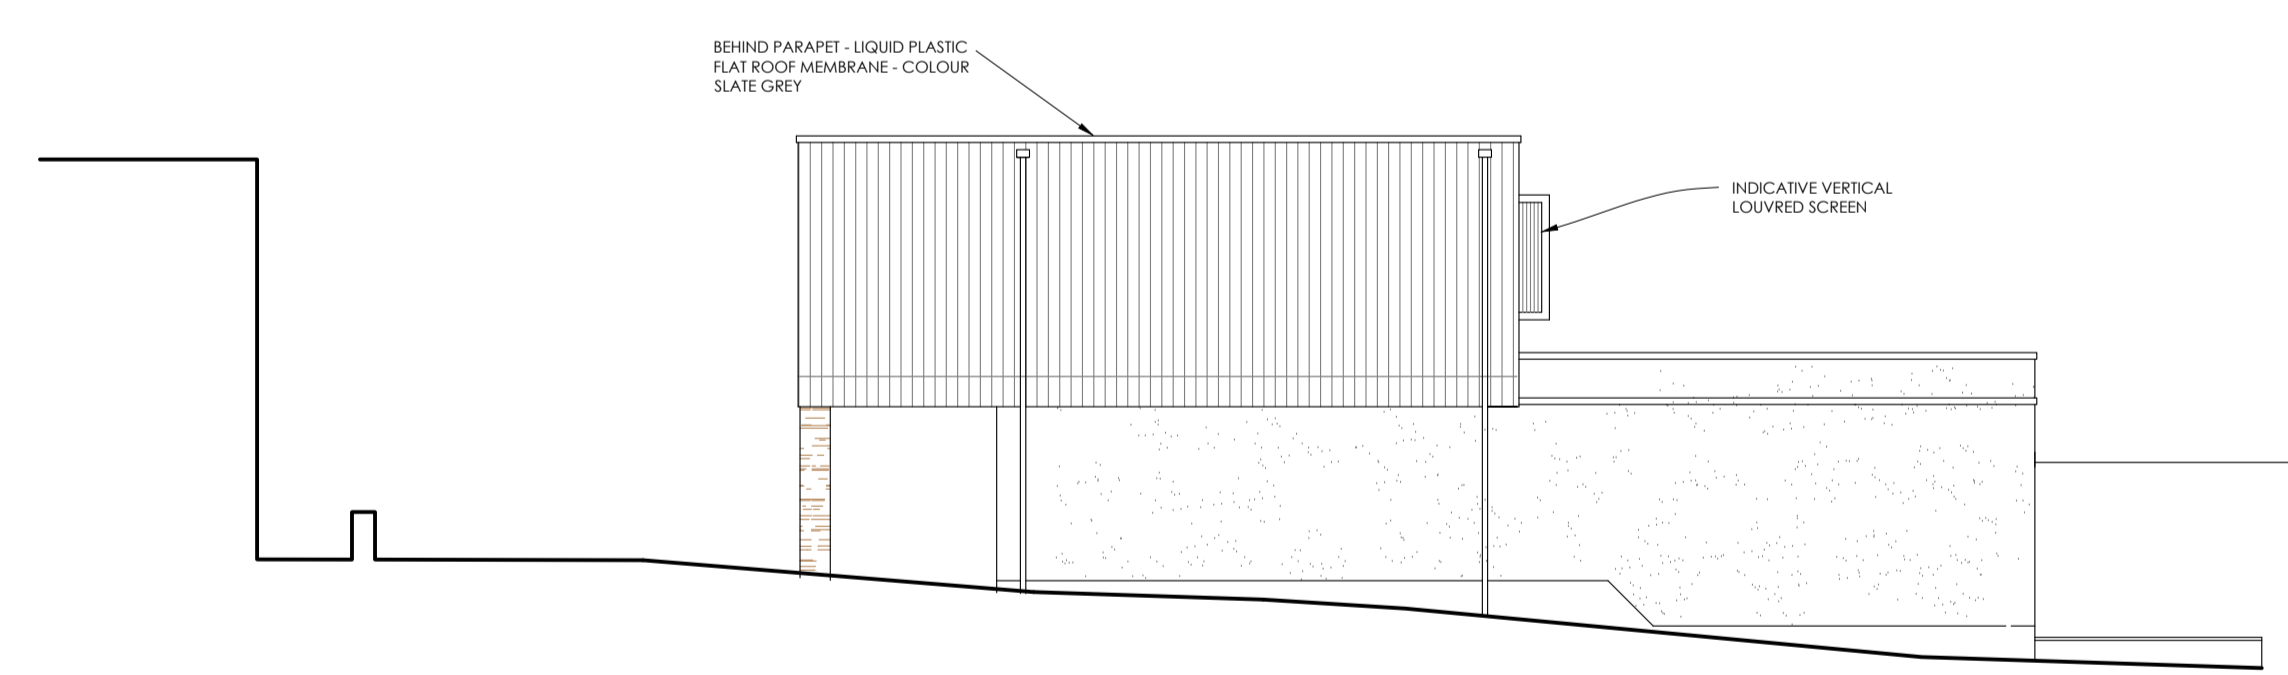 BEHIND PARAPET - LIQUID PLASTIC
FLAT ROOF MEMBRANE - COLOUR
SLATE GREY
INDICATIVE VERTICAL
LOUVRED SCREEN